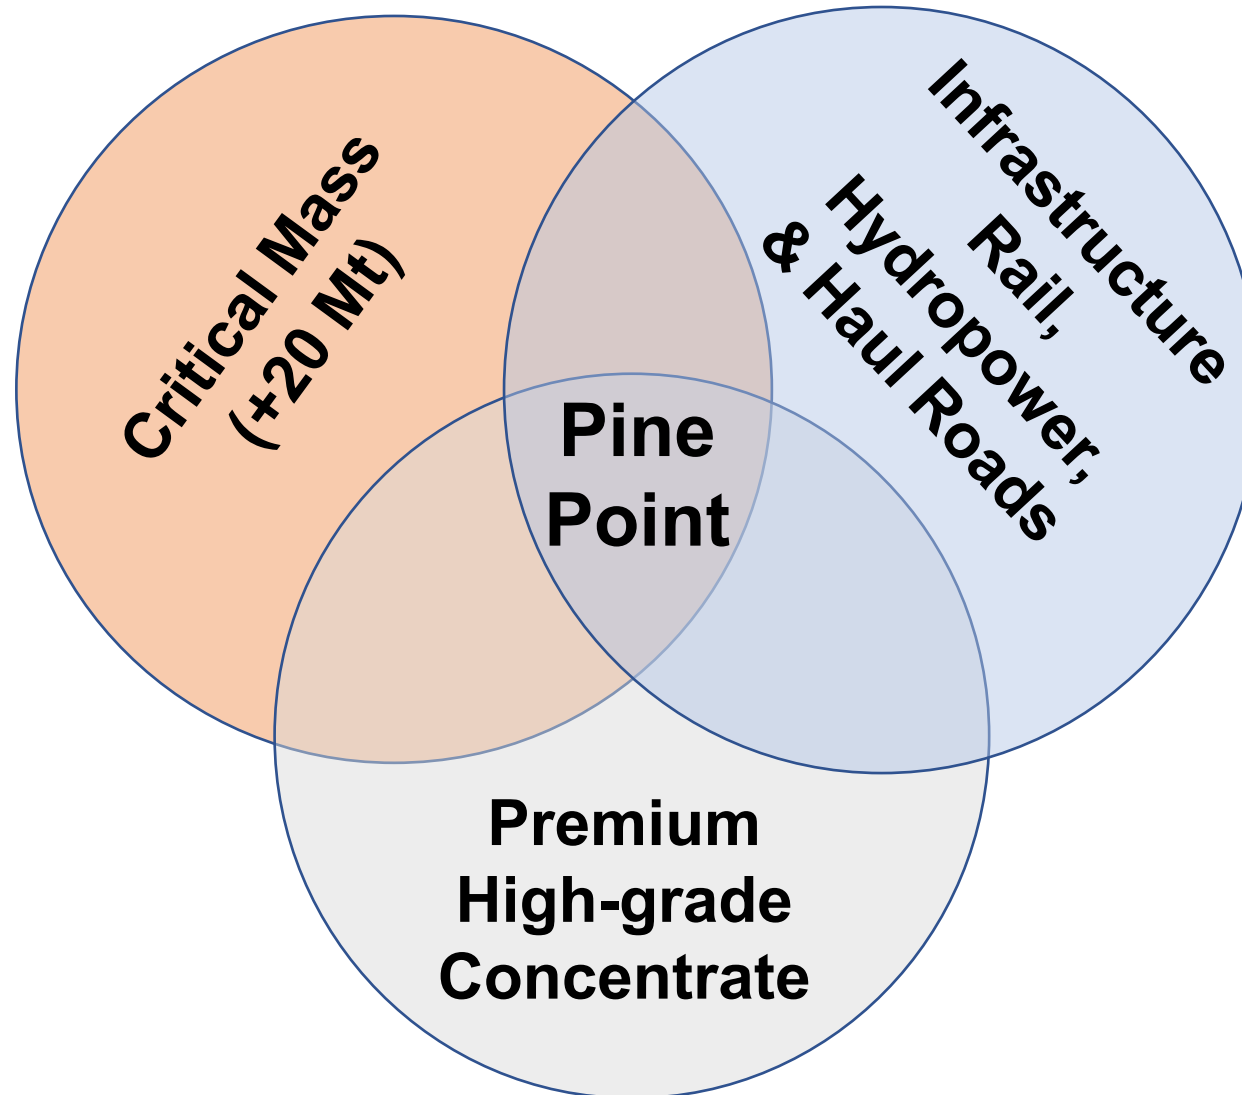 Critical Mass
(+20 Mt)
Infrastructure
Rail,
Hydropower,
& Haul Roads
Pine
Point
Premium
High-grade
Concentrate